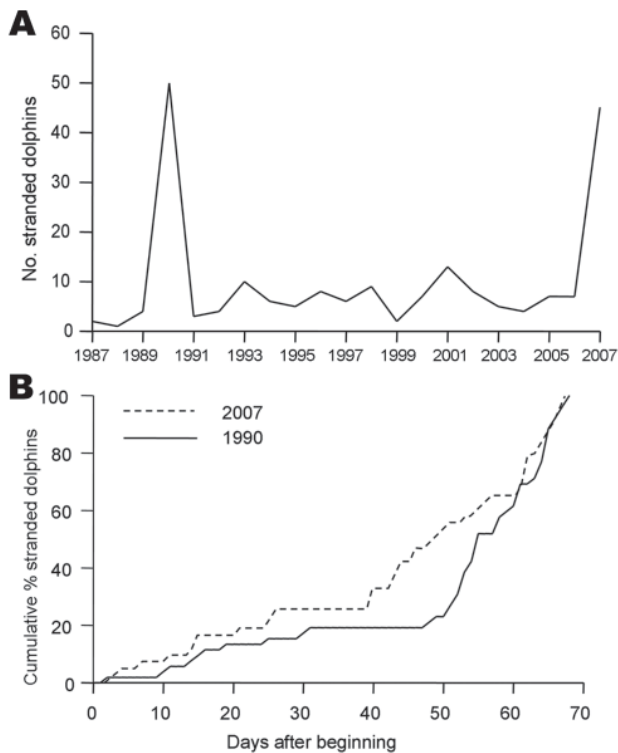 A
No. stranded dolphins
60
50
40
30
20
10
0
1987 1989 1991 1993 1995 1997 1999 2001 2003 2005 2007
B
Cumulative % stranded dolphins
100
80
60
40
20
0
2007
1990
0 10 20 30 40 50 60 70
Days after beginning